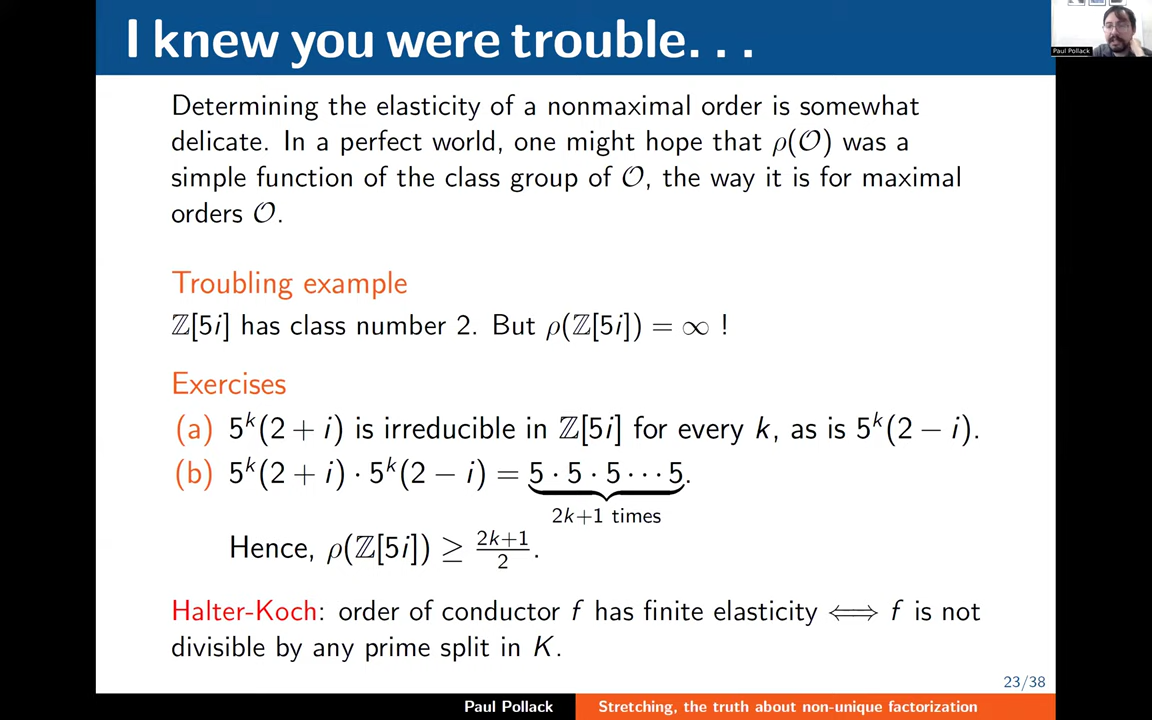 I knew you were trouble. . .
Paul Pollack
Determining the elasticity of a nonmaximal order is somewhat
delicate. In a perfect world, one might hope that ρ(𝒪) was a
simple function of the class group of 𝒪, the way it is for maximal
orders 𝒪.
Troubling example
ℤ[5i] has class number 2. But ρ(ℤ[5i]) = ∞ !
Exercises
(a) 5^k(2 + i) is irreducible in ℤ[5i] for every k, as is 5^k(2 − i).
(b) 5^k(2 + i) · 5^k(2 − i) = 5 · 5 · 5 ⋯ 5.
2k+1 times
Hence, ρ(ℤ[5i]) ≥ (2k+1)/2.
Halter-Koch: order of conductor f has finite elasticity ⟺ f is not
divisible by any prime split in K.
23/38
Paul Pollack Stretching, the truth about non-unique factorization